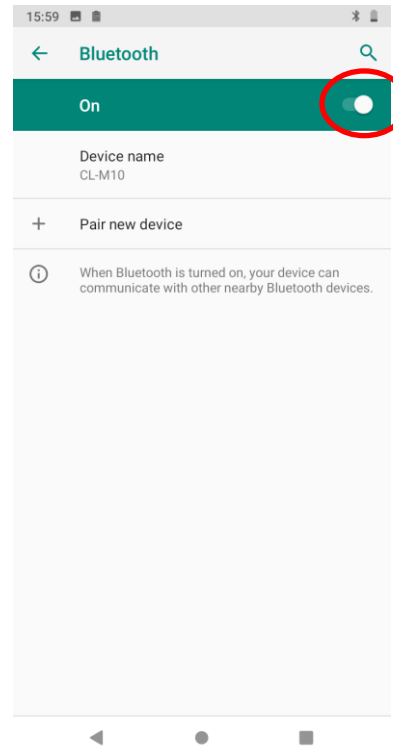 15:59
Bluetooth
On
Device name
CL-M10
Pair new device
When Bluetooth is turned on, your device can
communicate with other nearby Bluetooth devices.